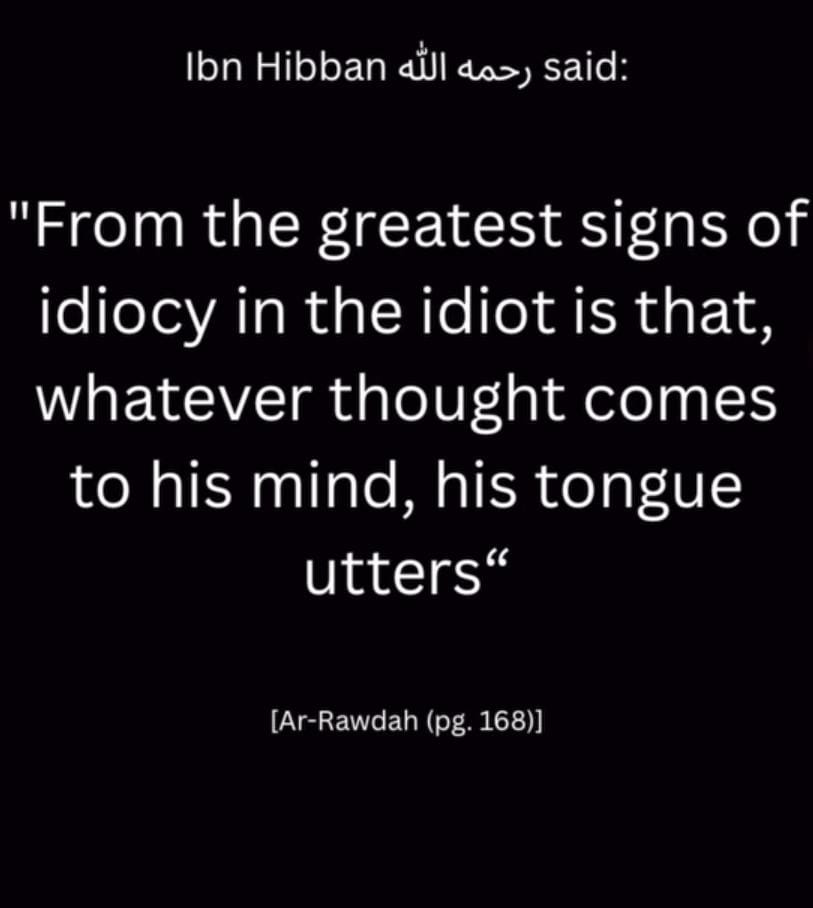 Ibn Hibban رحمه الله said:
"From the greatest signs of
idiocy in the idiot is that,
whatever thought comes
to his mind, his tongue
utters“
[Ar-Rawdah (pg. 168)]